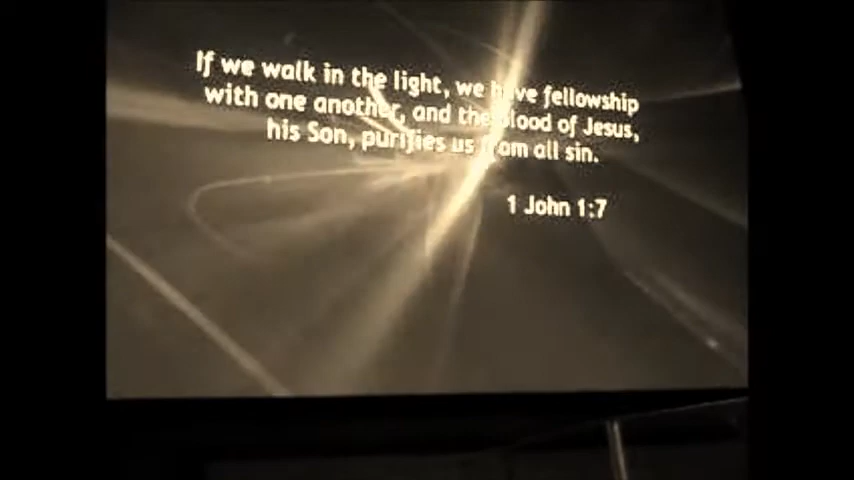 If we walk in the light, we have fellowship
with one another, and the blood of Jesus,
his Son, purifies us from all sin.
1 John 1:7